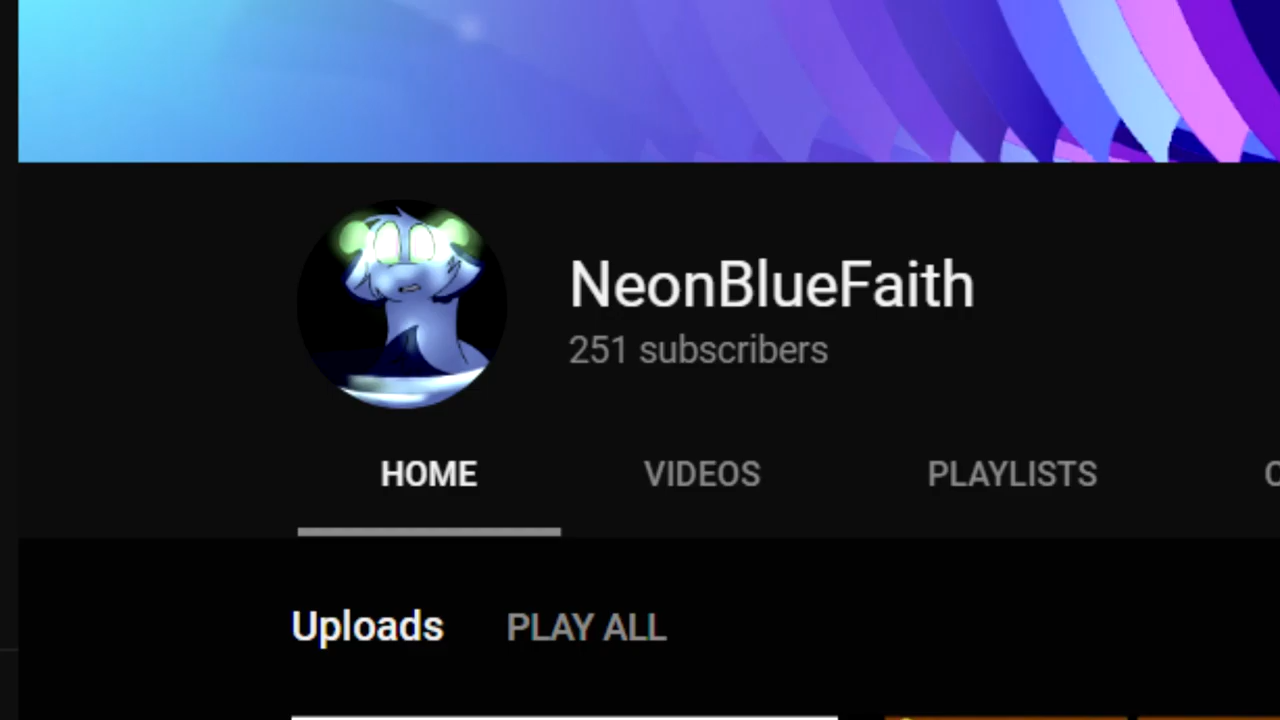 NeonBlueFaith
251 subscribers
HOME VIDEOS PLAYLISTS
Uploads PLAY ALL